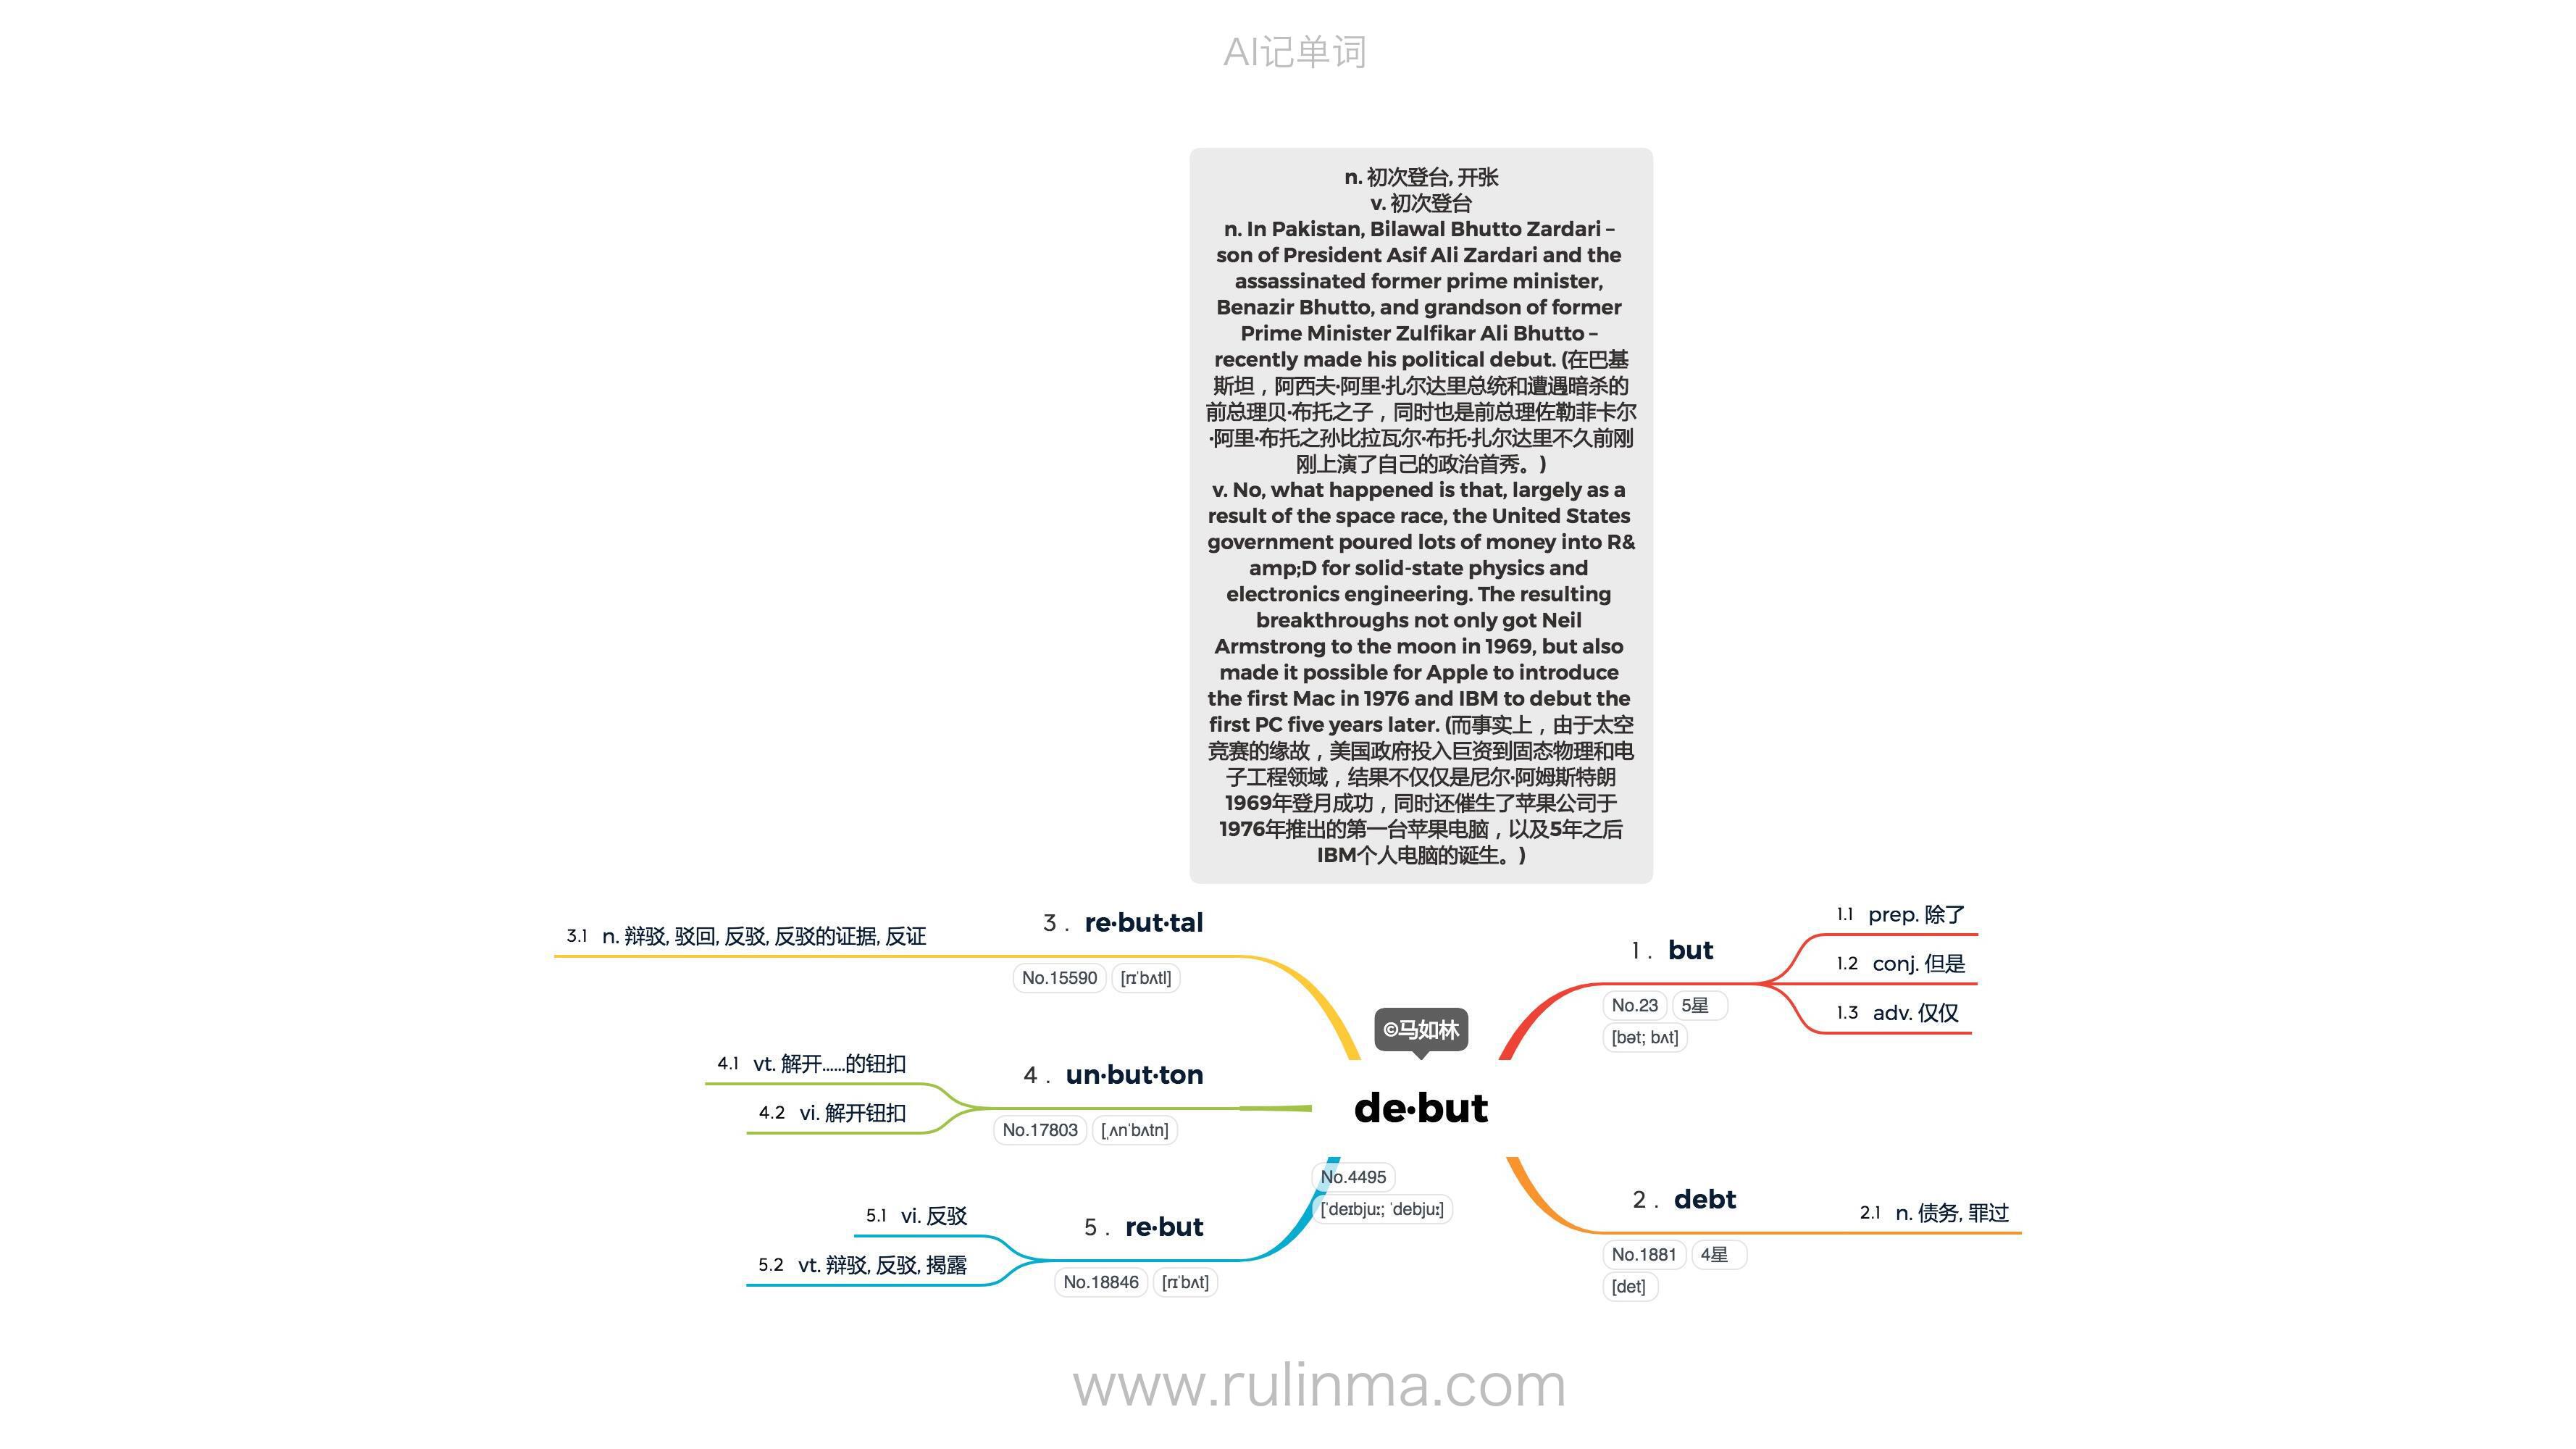 AI记单词
n. 初次登台, 开张
v. 初次登台
n. In Pakistan, Bilawal Bhutto Zardari –
son of President Asif Ali Zardari and the
assassinated former prime minister,
Benazir Bhutto, and grandson of former
Prime Minister Zulfikar Ali Bhutto –
recently made his political debut. (在巴基
斯坦，阿西夫·阿里·扎尔达里总统和遭遇暗杀的
前总理贝·布托之子，同时也是前总理佐勒菲卡尔
·阿里·布托之孙比拉瓦尔·布托·扎尔达里不久前刚
刚上演了自己的政治首秀。)
v. No, what happened is that, largely as a
result of the space race, the United States
government poured lots of money into R&
amp;D for solid-state physics and
electronics engineering. The resulting
breakthroughs not only got Neil
Armstrong to the moon in 1969, but also
made it possible for Apple to introduce
the first Mac in 1976 and IBM to debut the
first PC five years later. (而事实上，由于太空
竞赛的缘故，美国政府投入巨资到固态物理和电
子工程领域，结果不仅仅是尼尔·阿姆斯特朗
1969年登月成功，同时还催生了苹果公司于
1976年推出的第一台苹果电脑，以及5年之后
IBM个人电脑的诞生。)
©马如林
de·but
No.4495
[ˈdeɪbjuː; ˈdebjuː]
1 . but
No.23 5星
[bət; bʌt]
1.1 prep. 除了
1.2 conj. 但是
1.3 adv. 仅仅
2 . debt
No.1881 4星
[det]
2.1 n. 债务, 罪过
3 . re·but·tal
No.15590 [rɪˈbʌtl]
3.1 n. 辩驳, 驳回, 反驳, 反驳的证据, 反证
4 . un·but·ton
No.17803 [ˌʌnˈbʌtn]
4.1 vt. 解开……的钮扣
4.2 vi. 解开钮扣
5 . re·but
No.18846 [rɪˈbʌt]
5.1 vi. 反驳
5.2 vt. 辩驳, 反驳, 揭露
www.rulinma.com